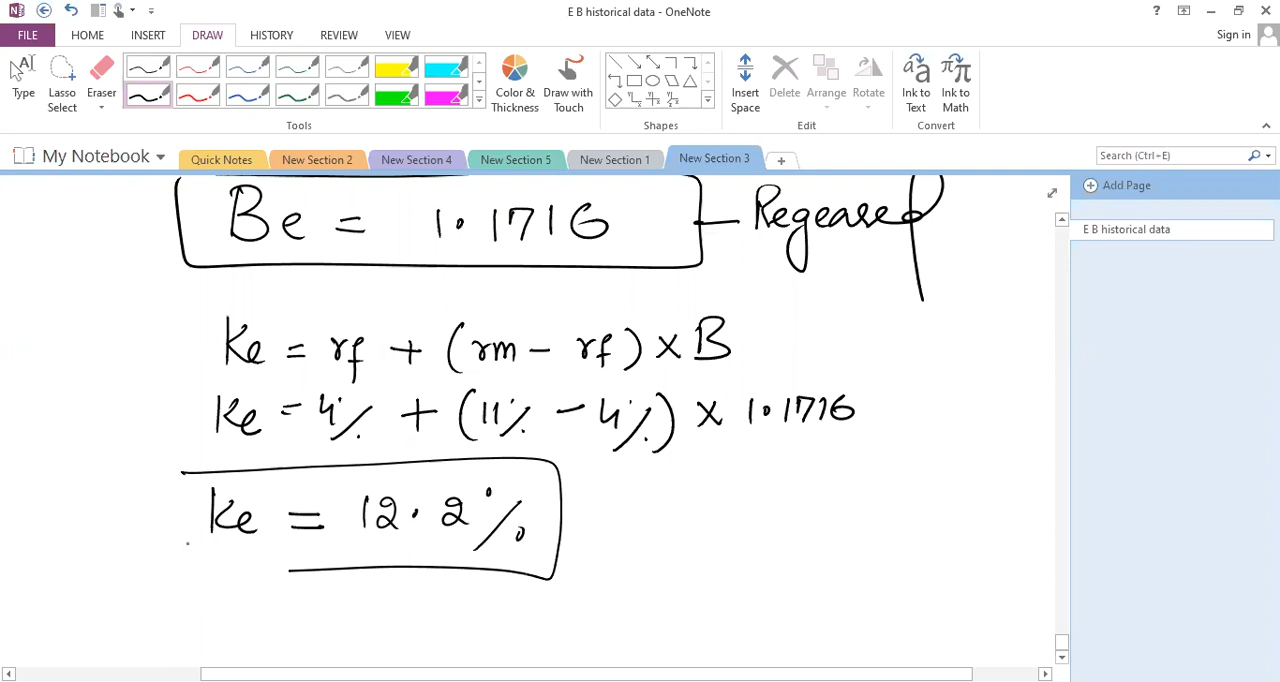 E B historical data - OneNote
?
FILE HOME INSERT DRAW HISTORY REVIEW VIEW
Sign in
Type
Lasso Select
Eraser
Color & Thickness
Draw with Touch
Insert Space
Delete
Arrange
Rotate
Ink to Text
Ink to Math
Tools
Shapes
Edit
Convert
My Notebook
Quick Notes
New Section 2
New Section 4
New Section 5
New Section 1
New Section 3
Search (Ctrl+E)
Add Page
E B historical data
Be = 1.1716 - Regeared
Ke = rf + (rm - rf) × B
Ke = 4% + (11% - 4%) × 1.1716
Ke = 12.2%